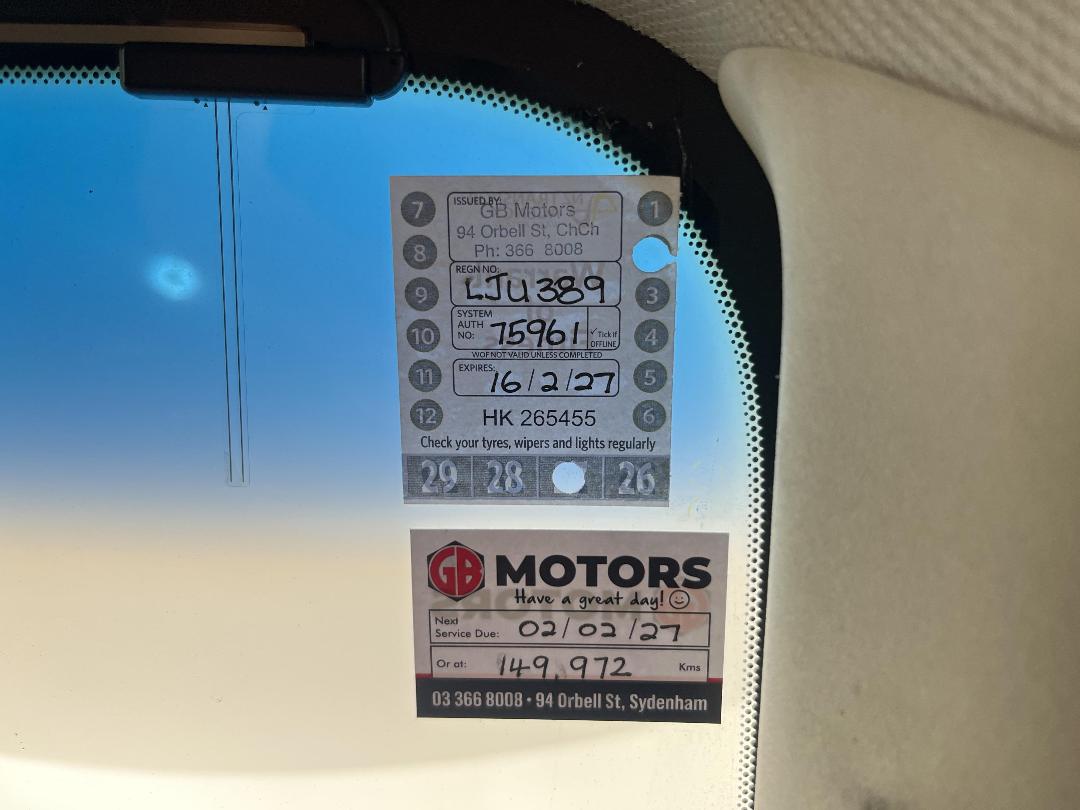 7 ISSUED BY: 1
GB Motors
94 Orbell St, ChCh
8 Ph: 366 8008
REGN NO:
9 LJU389 3
SYSTEM
AUTH
NO: 75961 ✓ Tick if
OFFLINE
10 4
WOF NOT VALID UNLESS COMPLETED
EXPIRES:
11 16/2/27 5
12 HK 265455 6
Check your tyres, wipers and lights regularly
29 28 26
GB MOTORS
Have a great day!
Next
Service Due: 02/02/27
Or at: 149,972 Kms
03 366 8008 • 94 Orbell St, Sydenham